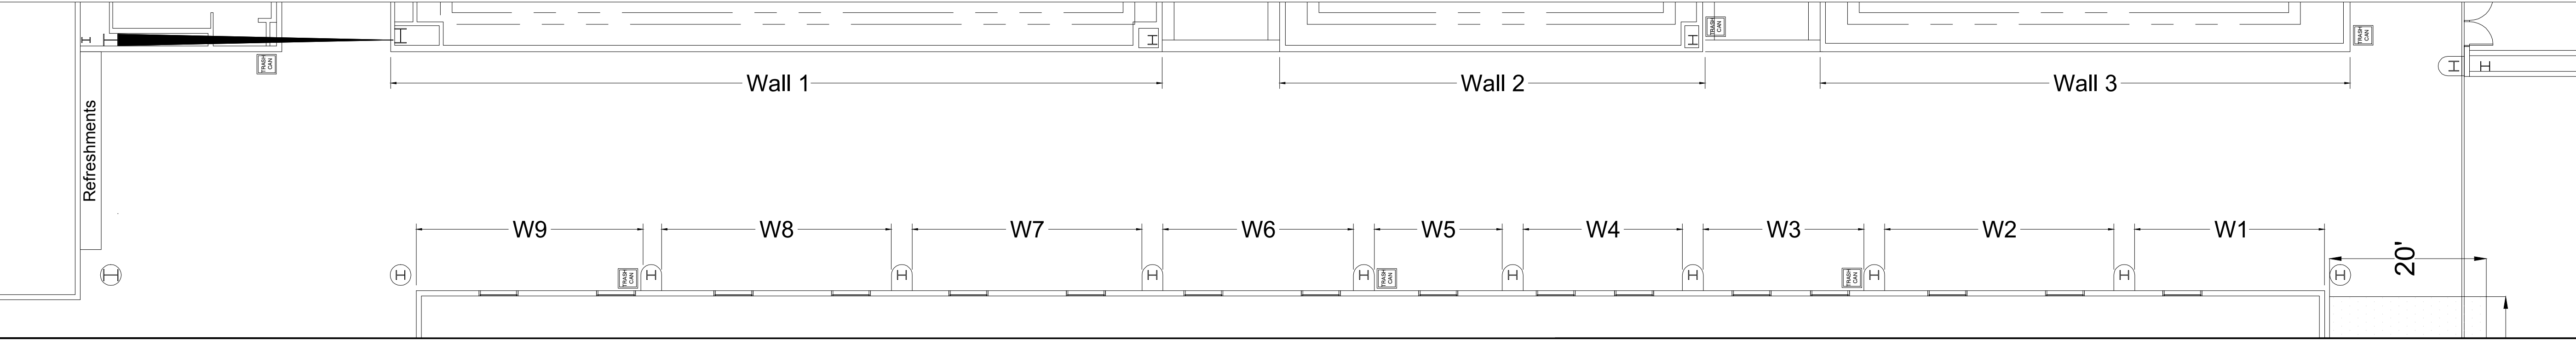 TRASH
CAN
TRASH
CAN
TRASH
CAN
Wall 1
Wall 2
Wall 3
Refreshments
W9
W8
W7
W6
W5
W4
W3
W2
W1
20'
TRASH
CAN
TRASH
CAN
TRASH
CAN